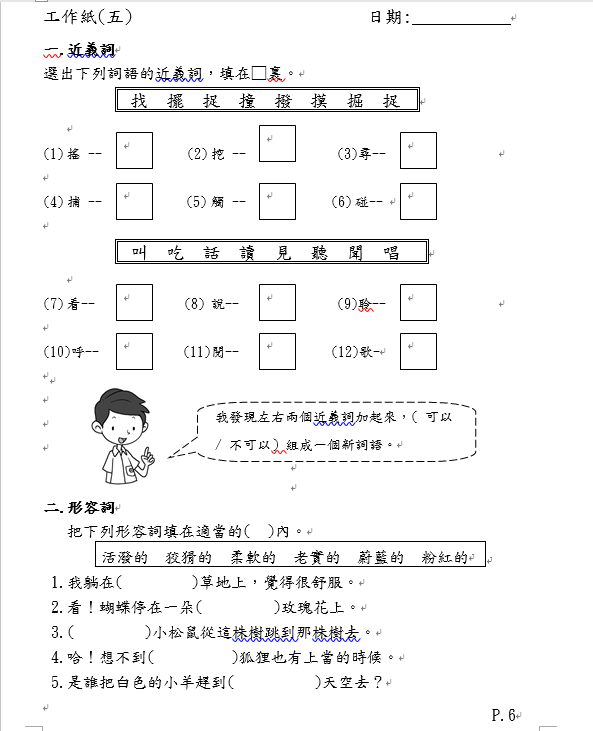 工作紙(五) 日期:___________
一.近義詞
選出下列詞語的近義詞，填在□裏。
找 擺 捉 撞 撥 摸 掘 捉
(1)搖 -- (2)挖 -- (3)尋--
(4)捕 -- (5)觸 -- (6)碰--
叫 吃 話 讀 見 聽 聞 唱
(7)看-- (8) 說-- (9)聆--
(10)呼-- (11)閱-- (12)歌-
我發現左右兩個近義詞加起來，( 可以
/ 不可以)組成一個新詞語。
二.形容詞
把下列形容詞填在適當的( )內。
活潑的 狡猾的 柔軟的 老實的 蔚藍的 粉紅的
1.我躺在( )草地上，覺得很舒服。
2.看！蝴蝶停在一朵( )玫瑰花上。
3.( )小松鼠從這株樹跳到那株樹去。
4.哈！想不到( )狐狸也有上當的時候。
5.是誰把白色的小羊趕到( )天空去？
P.6